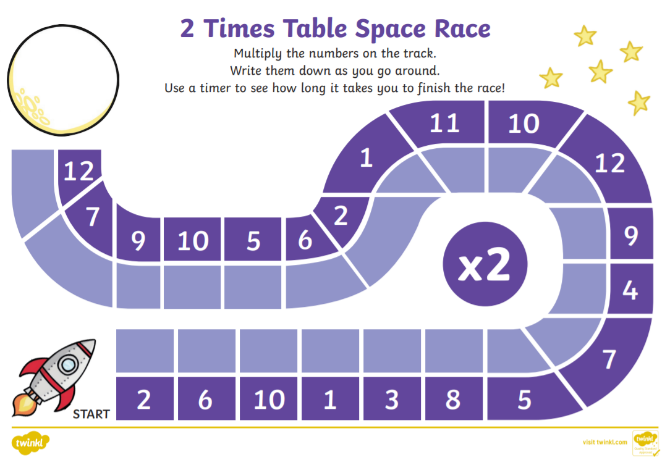 2 Times Table Space Race
Multiply the numbers on the track.
Write them down as you go around.
Use a timer to see how long it takes you to finish the race!
11 10
1 12
12
7 2
9 10 5 6
9
x2
4
7
START 2 6 10 1 3 8 5
twinkl
visit twinkl.com
twinkl